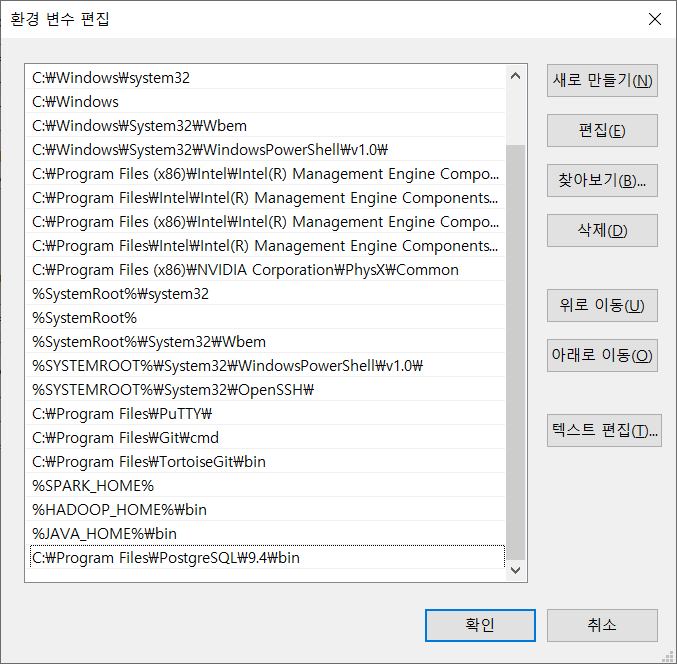 환경 변수 편집
C:₩Windows₩system32
C:₩Windows
C:₩Windows₩System32₩Wbem
C:₩Windows₩System32₩WindowsPowerShell₩v1.0₩
C:₩Program Files (x86)₩Intel₩Intel(R) Management Engine Compo...
C:₩Program Files₩Intel₩Intel(R) Management Engine Components...
C:₩Program Files (x86)₩Intel₩Intel(R) Management Engine Compo...
C:₩Program Files₩Intel₩Intel(R) Management Engine Components...
C:₩Program Files (x86)₩NVIDIA Corporation₩PhysX₩Common
%SystemRoot%₩system32
%SystemRoot%
%SystemRoot%₩System32₩Wbem
%SYSTEMROOT%₩System32₩WindowsPowerShell₩v1.0₩
%SYSTEMROOT%₩System32₩OpenSSH₩
C:₩Program Files₩PuTTY₩
C:₩Program Files₩Git₩cmd
C:₩Program Files₩TortoiseGit₩bin
%SPARK_HOME%
%HADOOP_HOME%₩bin
%JAVA_HOME%₩bin
C:₩Program Files₩PostgreSQL₩9.4₩bin
새로 만들기(N)
편집(E)
찾아보기(B)...
삭제(D)
위로 이동(U)
아래로 이동(O)
텍스트 편집(T)...
확인
취소